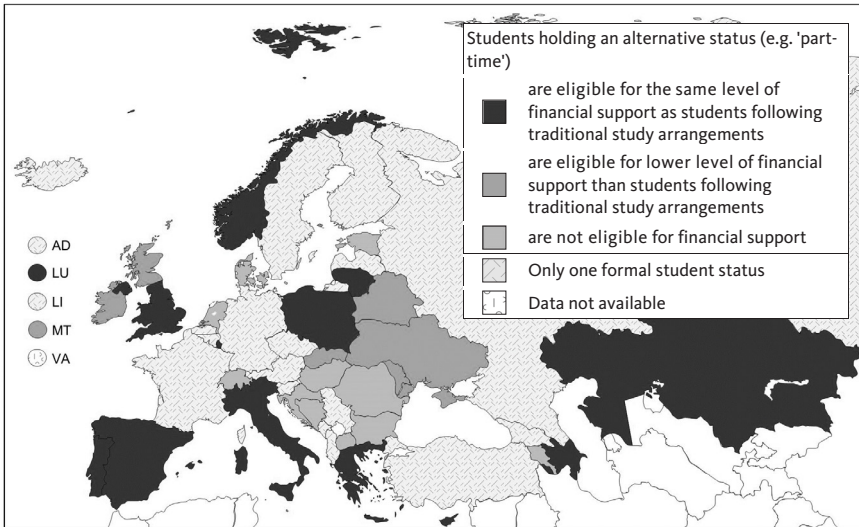 Students holding an alternative status (e.g. 'part-
time')
are eligible for the same level of
financial support as students following
traditional study arrangements
are eligible for lower level of financial
support than students following
traditional study arrangements
are not eligible for financial support
Only one formal student status
Data not available
AD
LU
LI
MT
VA